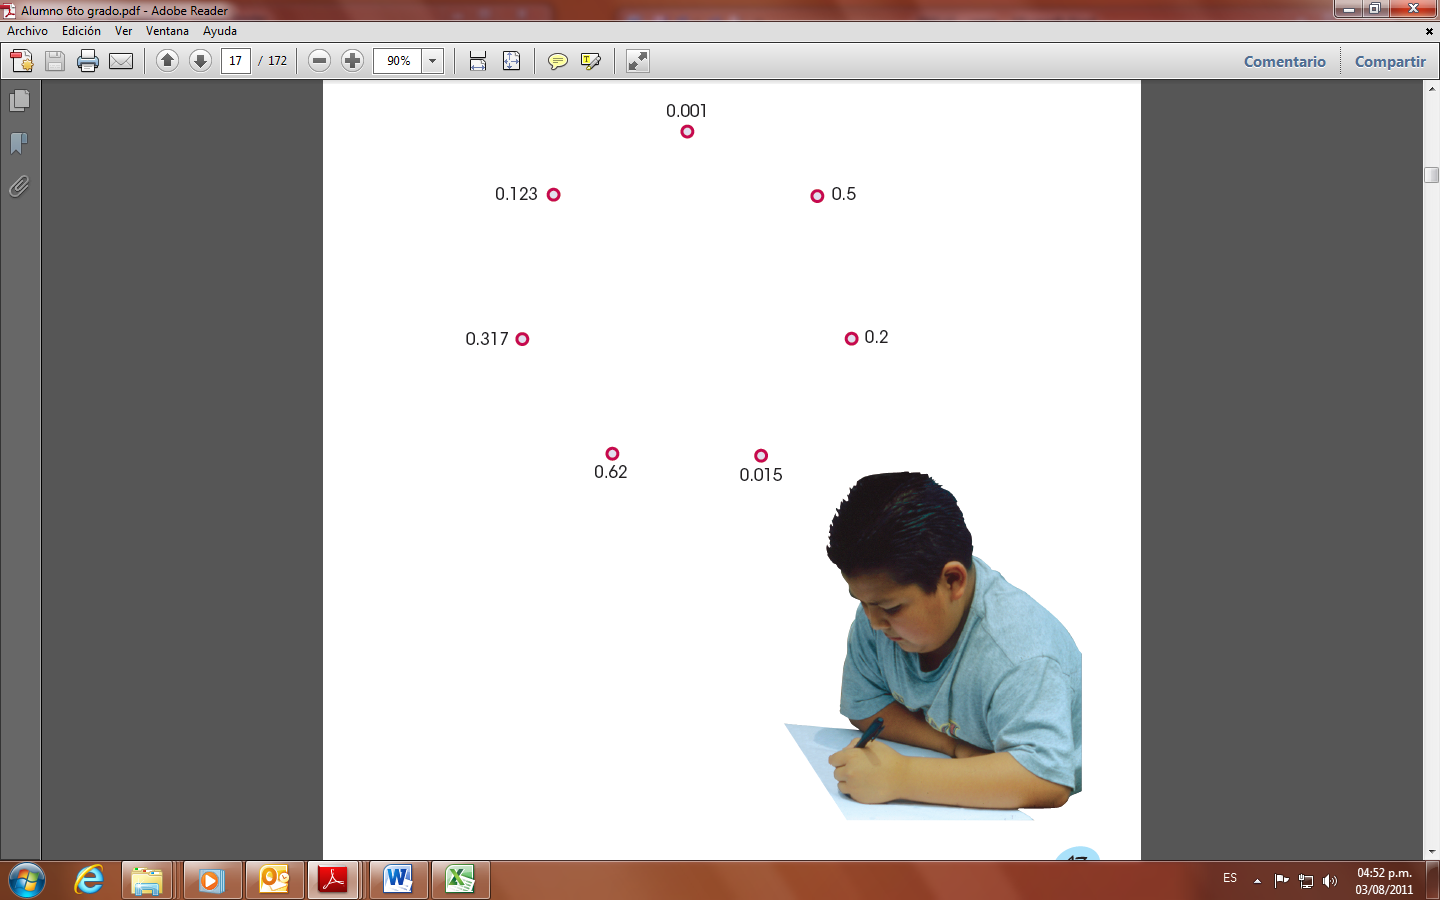 Alumno 6to grado.pdf - Adobe Reader
Archivo Edición Ver Ventana Ayuda
17 / 172 90% Comentario Compartir
0.001
0.123 0.5
0.317 0.2
0.62 0.015
ES 04:52 p.m.
03/08/2011